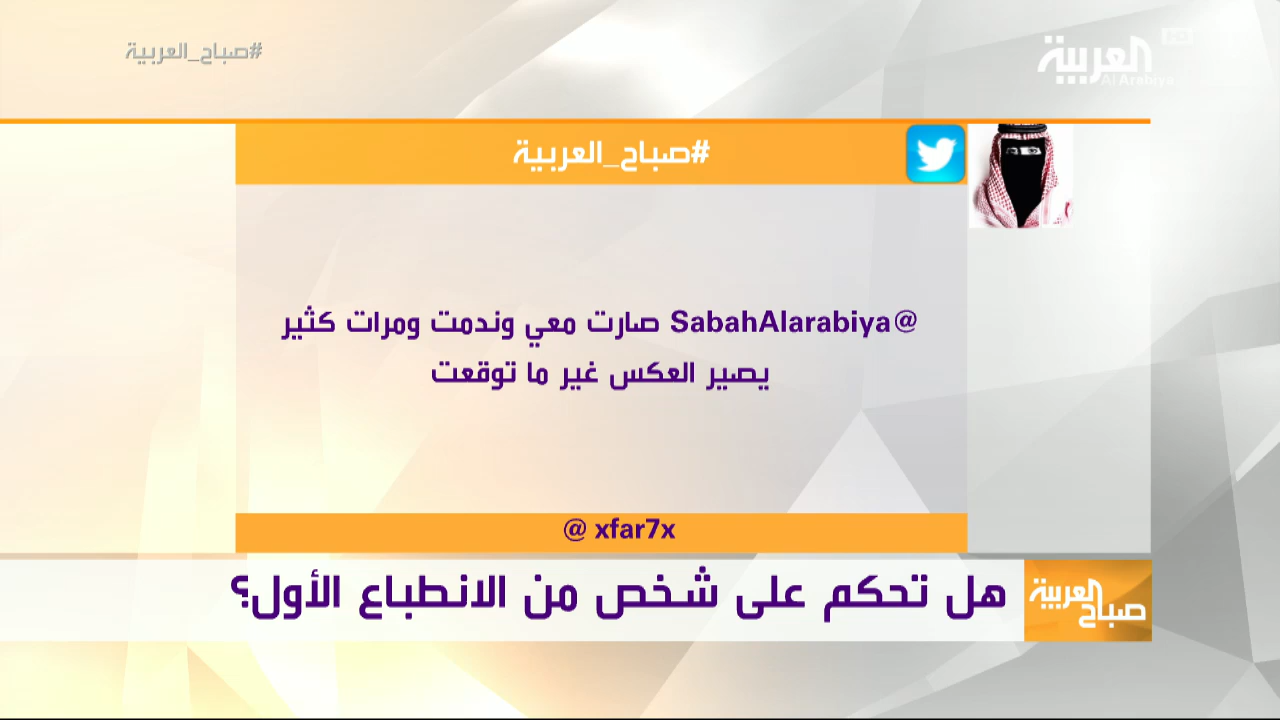 #صباح_العربية
العربية HD
Al Arabiya
#صباح_العربية
@SabahAlarabiya صارت معي وندمت ومرات كثير
يصير العكس غير ما توقعت
@ xfar7x
هل تحكم على شخص من الانطباع الأول؟
صباح العربية